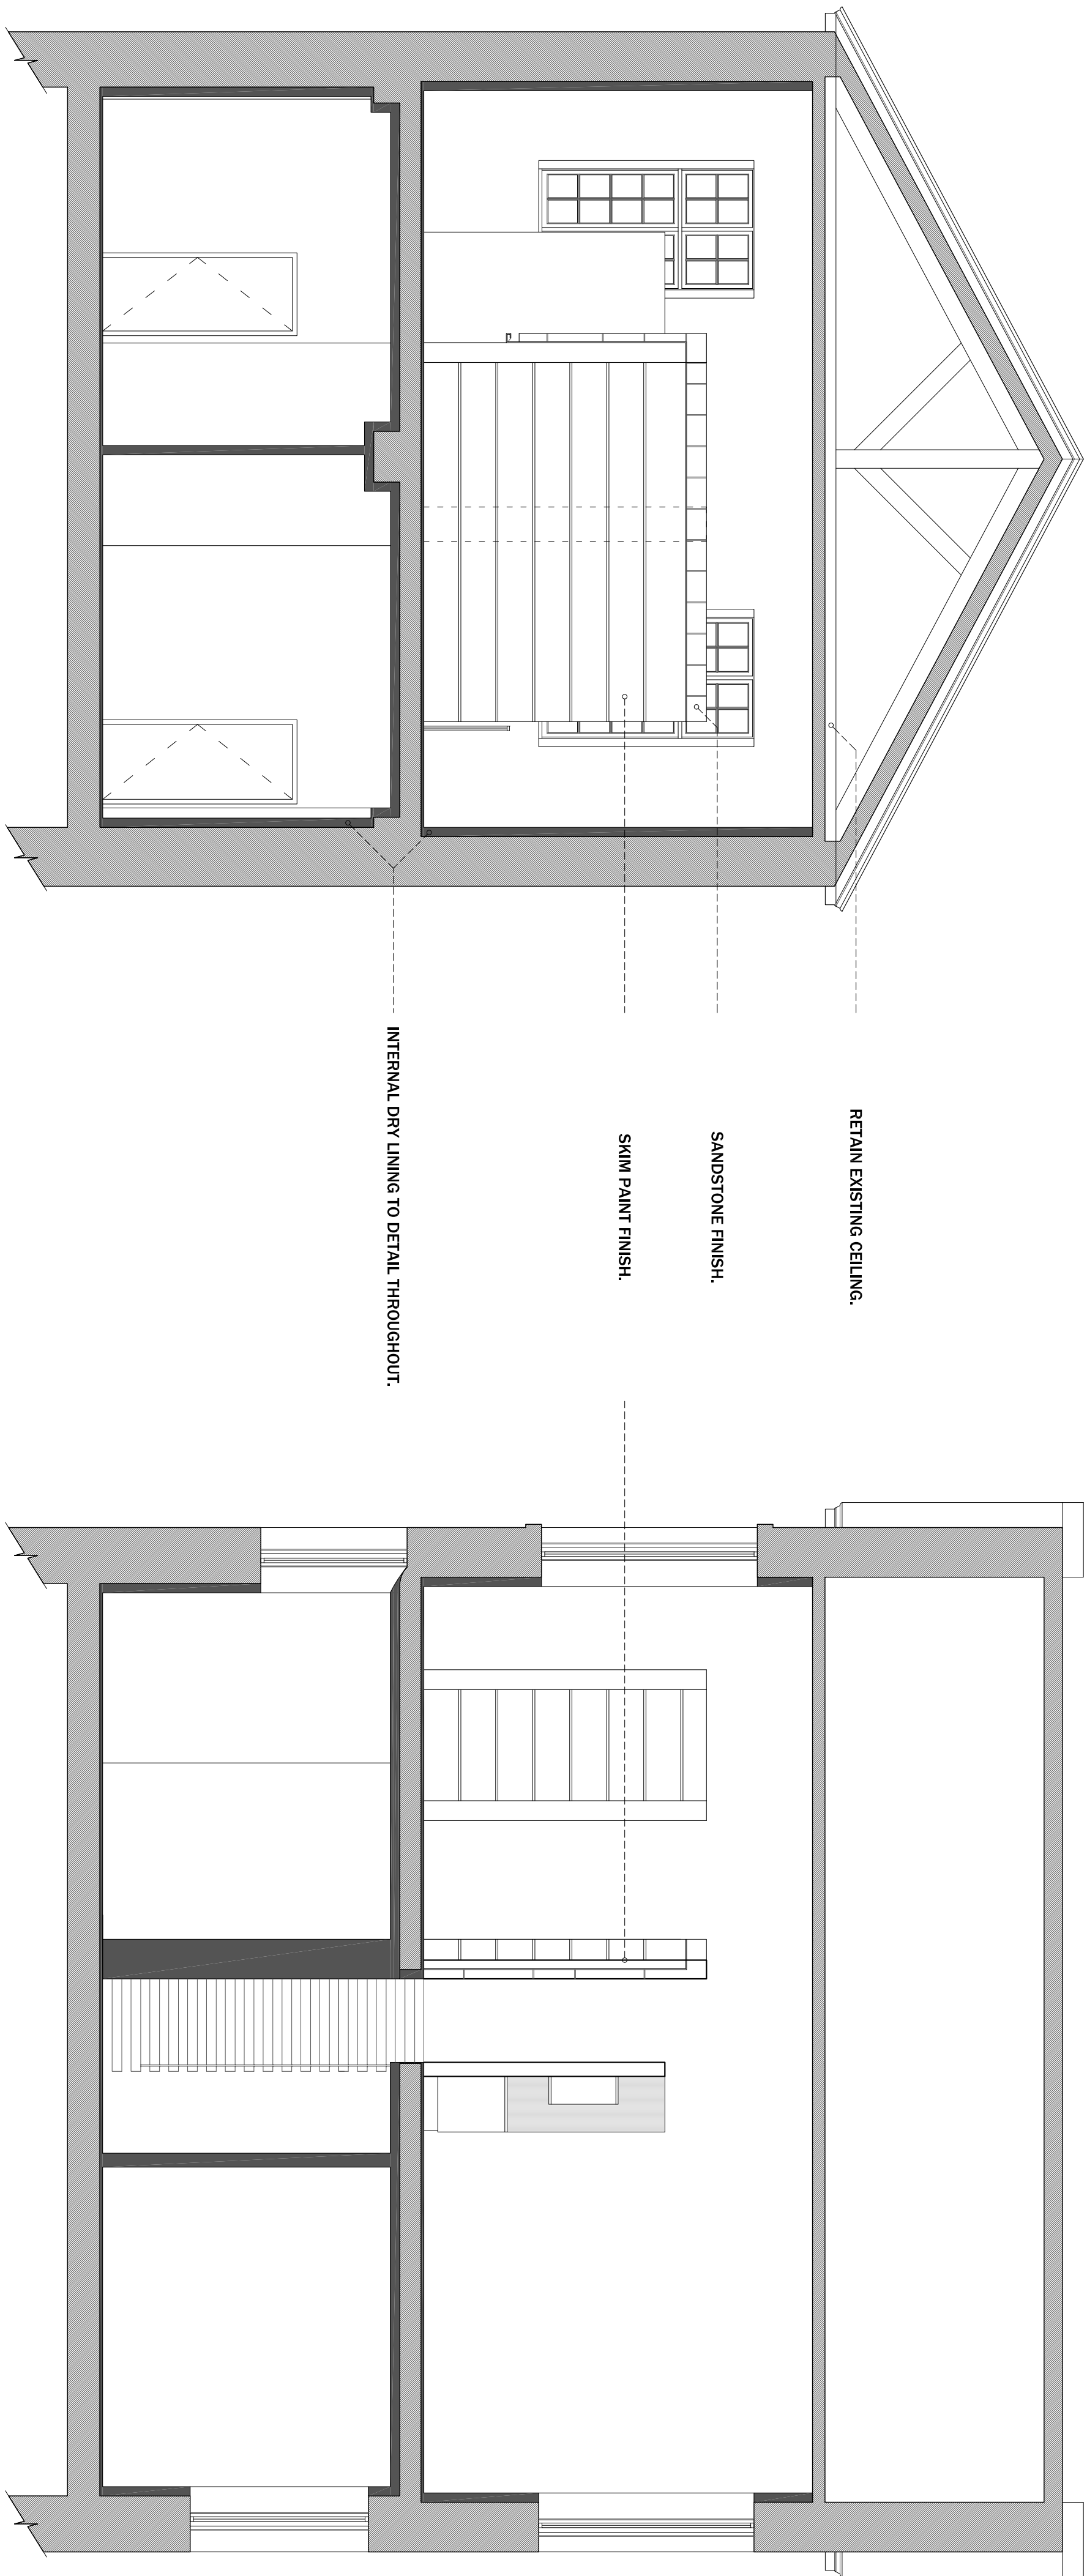 RETAIN EXISTING CEILING.
SANDSTONE FINISH.
SKIM PAINT FINISH.
INTERNAL DRY LINING TO DETAIL THROUGHOUT.